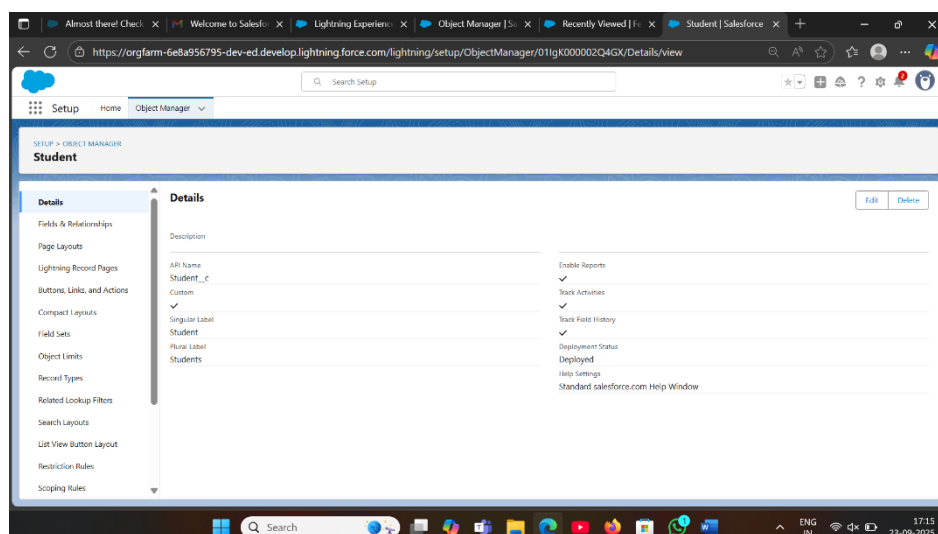 Almost there! Check
Welcome to Salesfo
Lightning Experienc
Object Manager | Sa
Recently Viewed | Fe
Student | Salesforce
https://orgfarm-6e8a956795-dev-ed.develop.lightning.force.com/lightning/setup/ObjectManager/01IgK000002Q4GX/Details/view
Search Setup
Setup
Home
Object Manager
SETUP > OBJECT MANAGER
Student
Details
Fields & Relationships
Page Layouts
Lightning Record Pages
Buttons, Links, and Actions
Compact Layouts
Field Sets
Object Limits
Record Types
Related Lookup Filters
Search Layouts
List View Button Layout
Restriction Rules
Scoping Rules
Details
Edit
Delete
Description
API Name
Student__c
Custom
Singular Label
Student
Plural Label
Students
Enable Reports
Track Activities
Track Field History
Deployment Status
Deployed
Help Settings
Standard salesforce.com Help Window
Search
ENG
IN
17:15
23-09-2025